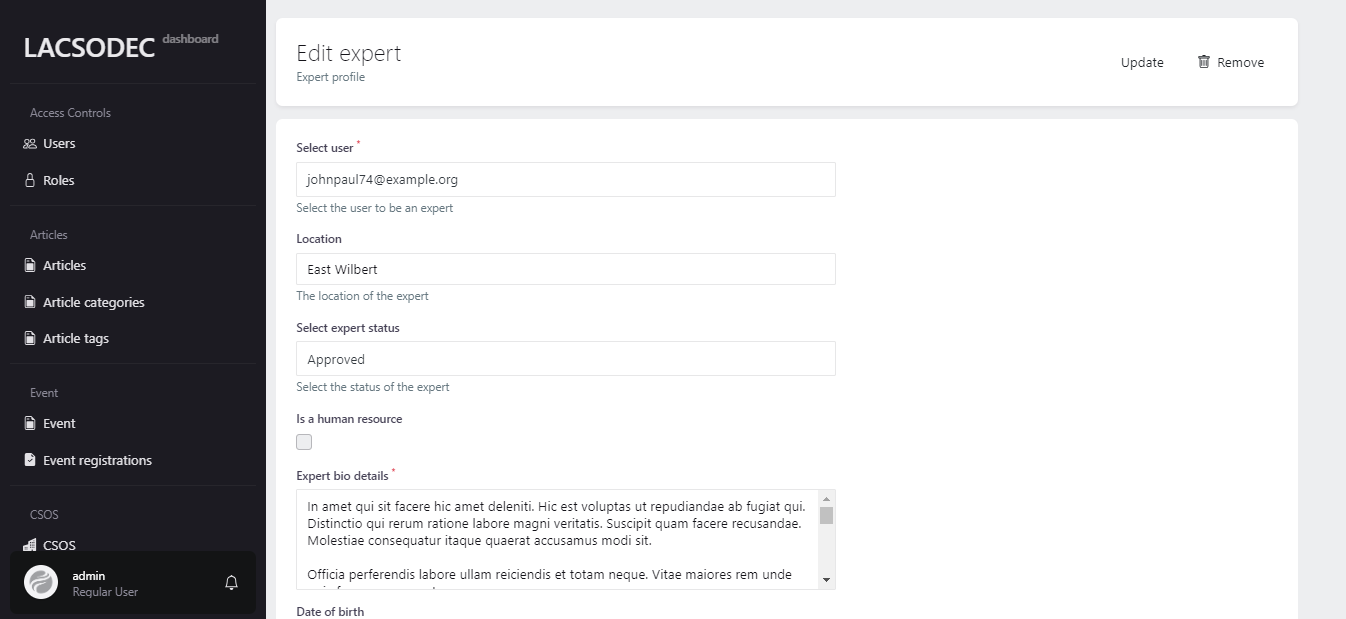 LACSODEC dashboard
Access Controls
Users
Roles
Articles
Articles
Article categories
Article tags
Event
Event
Event registrations
CSOS
CSOS
admin
Regular User
Edit expert
Expert profile
Update
Remove
Select user *
johnpaul74@example.org
Select the user to be an expert
Location
East Wilbert
The location of the expert
Select expert status
Approved
Select the status of the expert
Is a human resource
Expert bio details *
In amet qui sit facere hic amet deleniti. Hic est voluptas ut repudiandae ab fugiat qui.
Distinctio qui rerum ratione labore magni veritatis. Suscipit quam facere recusandae.
Molestiae consequatur itaque quaerat accusamus modi sit.
Officia perferendis labore ullam reiciendis et totam neque. Vitae maiores rem unde
Date of birth